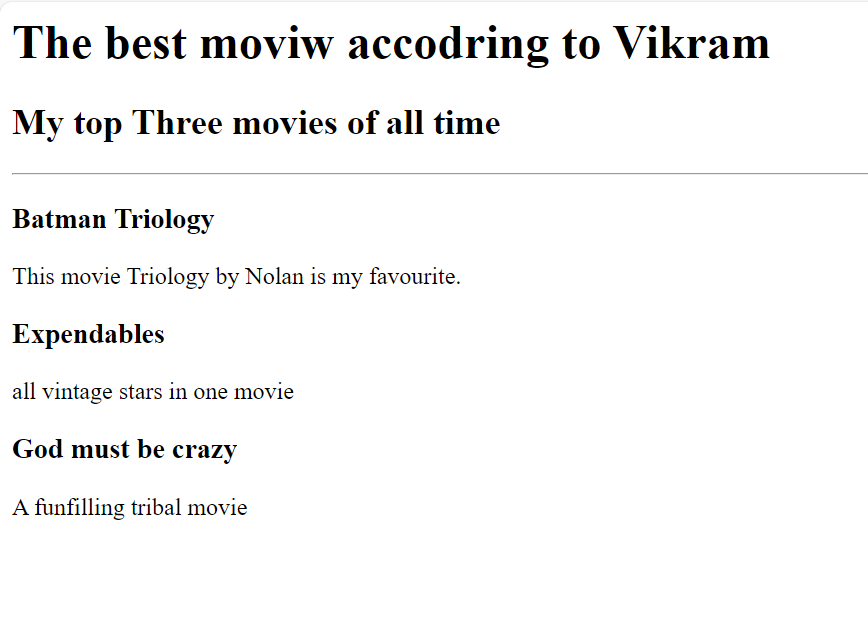 The best moviw accodring to Vikram
My top Three movies of all time
Batman Triology
This movie Triology by Nolan is my favourite.
Expendables
all vintage stars in one movie
God must be crazy
A funfilling tribal movie